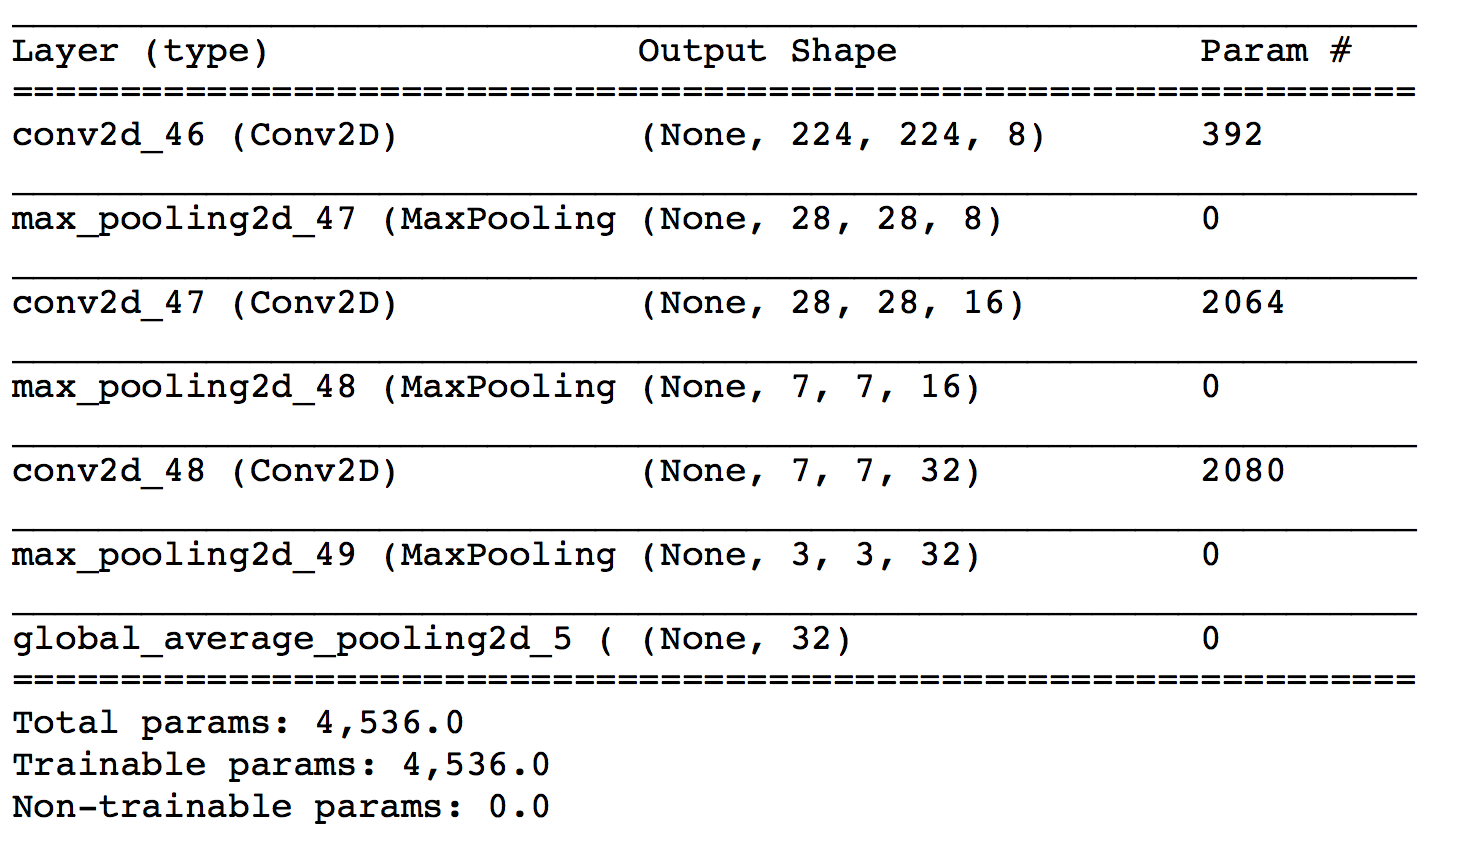 Layer (type) Output Shape Param #
conv2d_46 (Conv2D) (None, 224, 224, 8) 392
max_pooling2d_47 (MaxPooling (None, 28, 28, 8) 0
conv2d_47 (Conv2D) (None, 28, 28, 16) 2064
max_pooling2d_48 (MaxPooling (None, 7, 7, 16) 0
conv2d_48 (Conv2D) (None, 7, 7, 32) 2080
max_pooling2d_49 (MaxPooling (None, 3, 3, 32) 0
global_average_pooling2d_5 ( (None, 32) 0
Total params: 4,536.0
Trainable params: 4,536.0
Non-trainable params: 0.0